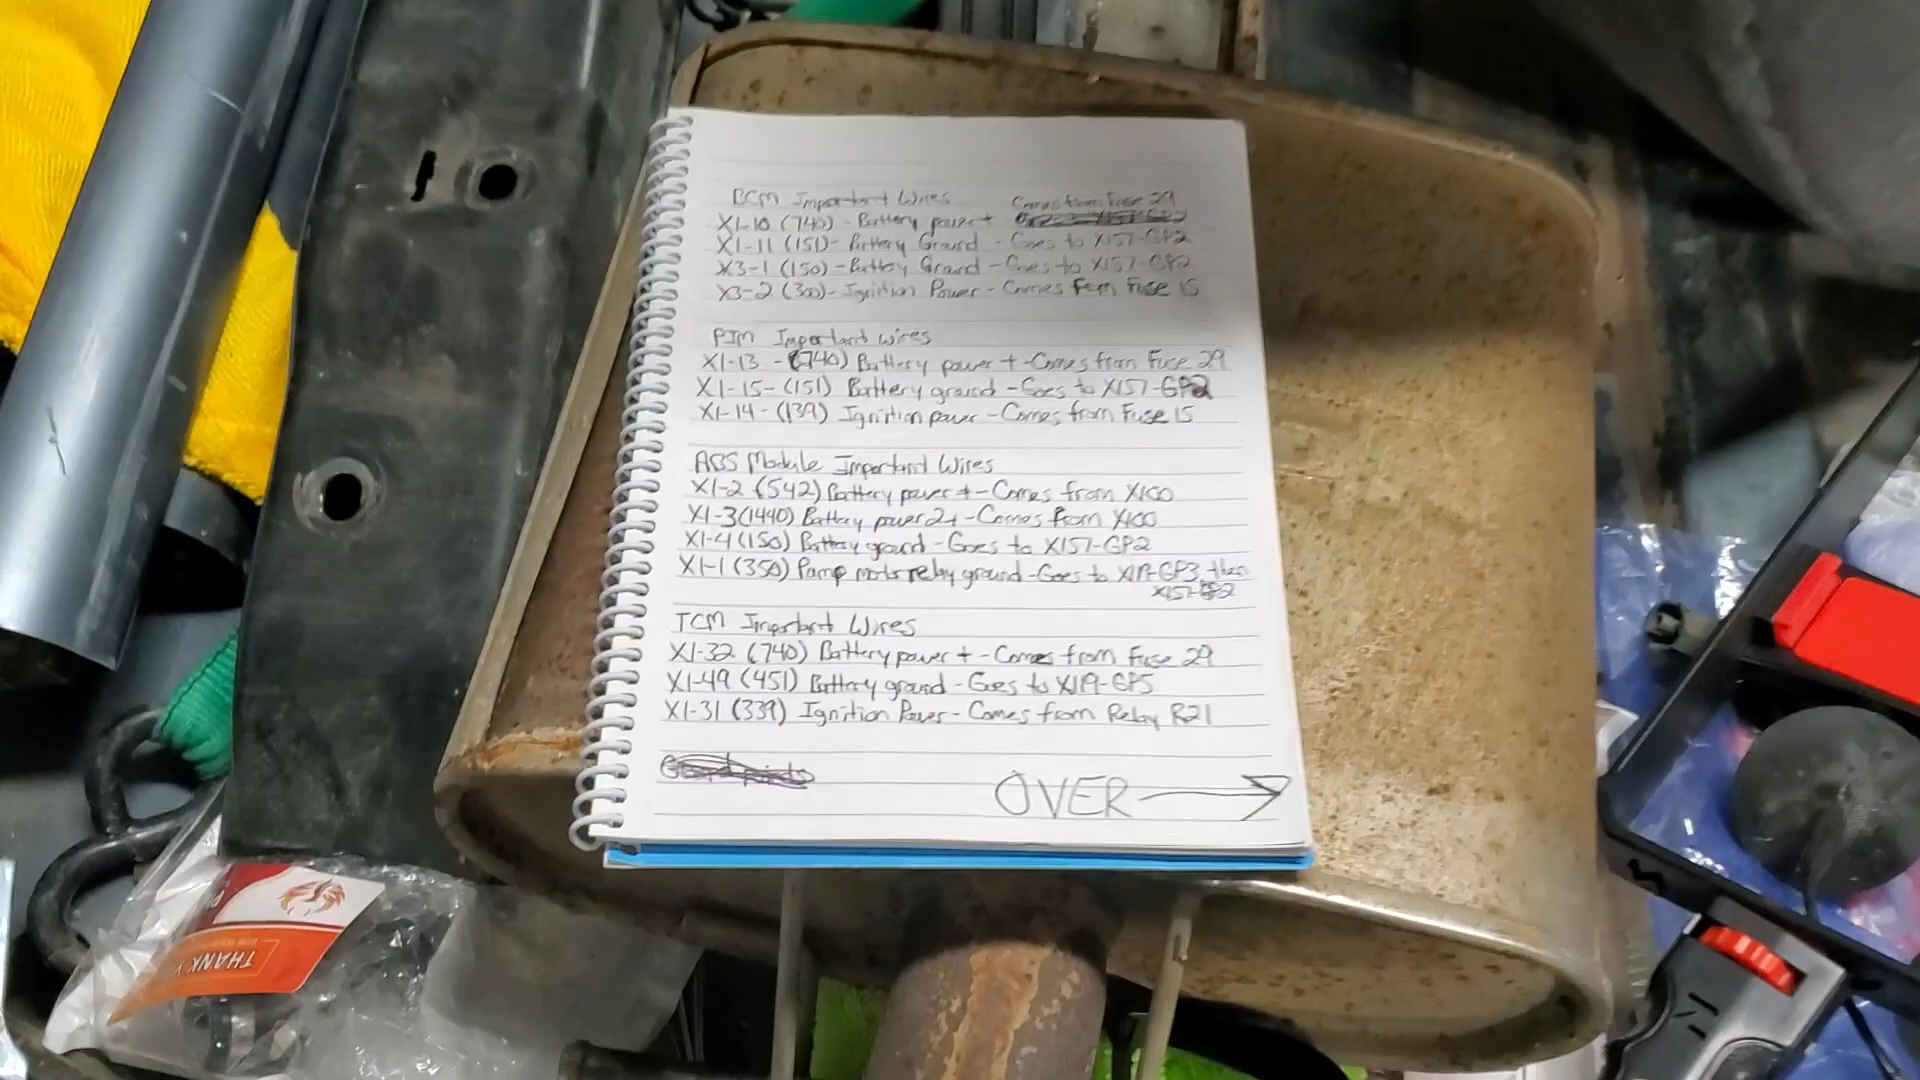 BCM Important Wires Comes from Fuse 29
X1-10 (740) - Battery power +
X1-11 (151) - Battery Ground - Goes to X157-GP2
X3-1 (150) - Battery Ground - Goes to X157-GP2
X3-2 (300) - Ignition Power - Comes from Fuse 15
PIM Important Wires
X1-13 - (740) Battery power + - Comes from Fuse 29
X1-15 - (151) Battery ground - Goes to X157-GP2
X1-14 - (139) Ignition power - Comes from Fuse 15
ABS Module Important Wires
X1-2 (542) Battery power + - Comes from X100
X1-3 (1440) Battery power 2+ - Comes from X100
X1-4 (150) Battery ground - Goes to X157-GP2
X1-1 (350) Pump motor relay ground - Goes to X119-GP3, then
X157-GP2
TCM Important Wires
X1-32 (740) Battery power + - Comes from Fuse 29
X1-49 (451) Battery ground - Goes to X119-GP5
X1-31 (339) Ignition Power - Comes from Relay R21
OVER
THANK